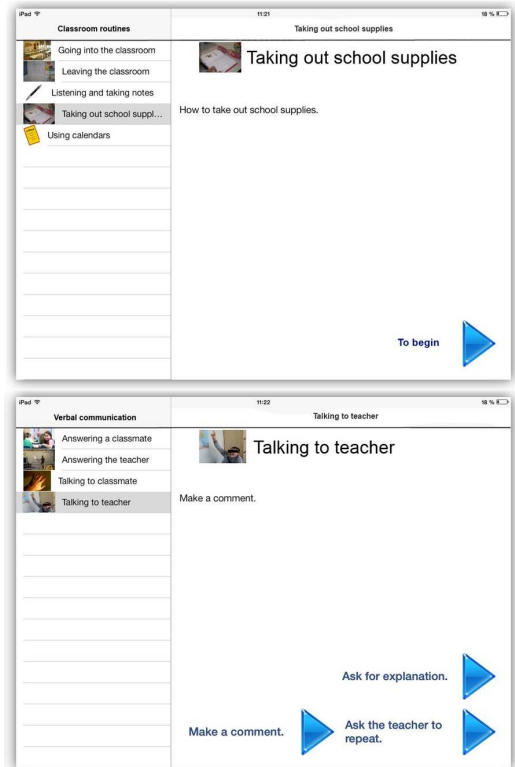 iPad 11:21 18 %
Classroom routines Taking out school supplies
Going into the classroom
Leaving the classroom
Listening and taking notes
Taking out school suppl...
Using calendars
Taking out school supplies
How to take out school supplies.
To begin
iPad 11:22 18 %
Verbal communication Talking to teacher
Answering a classmate
Answering the teacher
Talking to classmate
Talking to teacher
Talking to teacher
Make a comment.
Ask for explanation.
Make a comment.
Ask the teacher to
repeat.